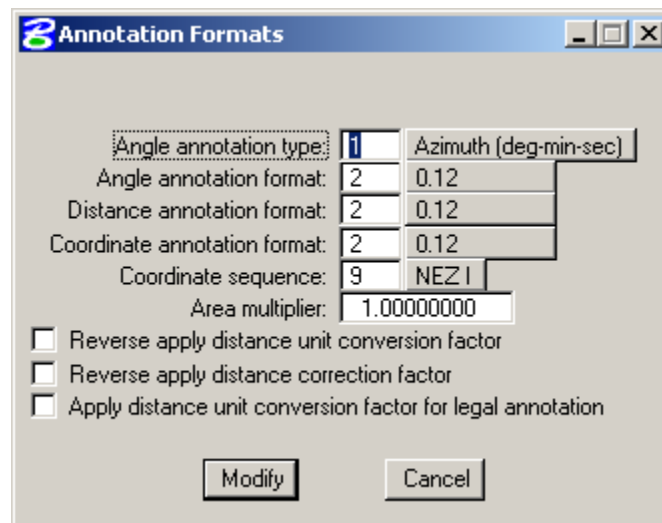 Annotation Formats
Angle annotation type: 1 Azimuth (deg-min-sec)
Angle annotation format: 2 0.12
Distance annotation format: 2 0.12
Coordinate annotation format: 2 0.12
Coordinate sequence: 9 NEZ I
Area multiplier: 1.00000000
Reverse apply distance unit conversion factor
Reverse apply distance correction factor
Apply distance unit conversion factor for legal annotation
Modify Cancel